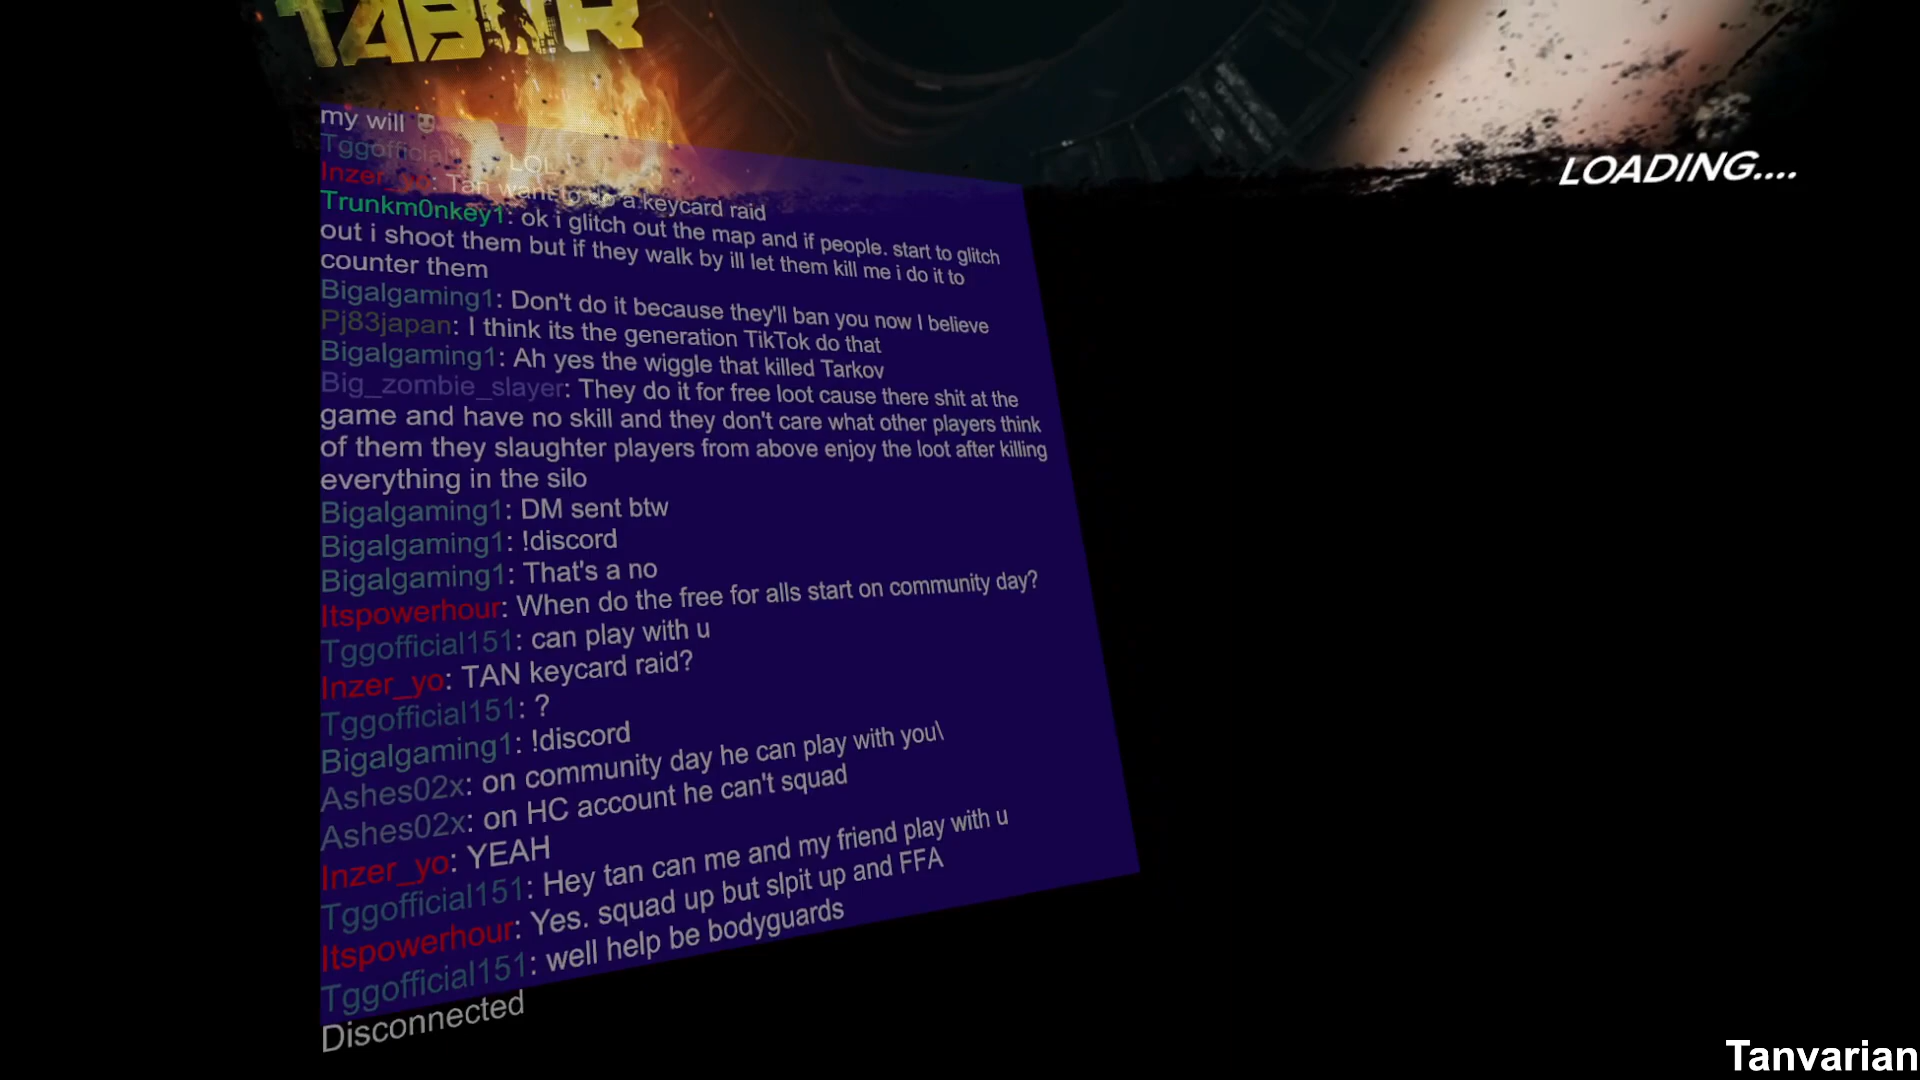 TABOR
LOADING....
my will
Tggofficial LOL
Inzer_yo: Tan want to do a keycard raid
Trunkm0nkey1: ok i glitch out the map and if people. start to glitch
out i shoot them but if they walk by ill let them kill me i do it to
counter them
Bigalgaming1: Don't do it because they'll ban you now I believe
Pj83japan: I think its the generation TikTok do that
Bigalgaming1: Ah yes the wiggle that killed Tarkov
Big_zombie_slayer: They do it for free loot cause there shit at the
game and have no skill and they don't care what other players think
of them they slaughter players from above enjoy the loot after killing
everything in the silo
Bigalgaming1: DM sent btw
Bigalgaming1: !discord
Bigalgaming1: That's a no
Itspowerhour: When do the free for alls start on community day?
Tggofficial151: can play with u
Inzer_yo: TAN keycard raid?
Tggofficial151: ?
Bigalgaming1: !discord
Ashes02x: on community day he can play with you\
Ashes02x: on HC account he can't squad
Inzer_yo: YEAH
Tggofficial151: Hey tan can me and my friend play with u
Itspowerhour: Yes. squad up but slpit up and FFA
Tggofficial151: well help be bodyguards
Disconnected
Tanvarian